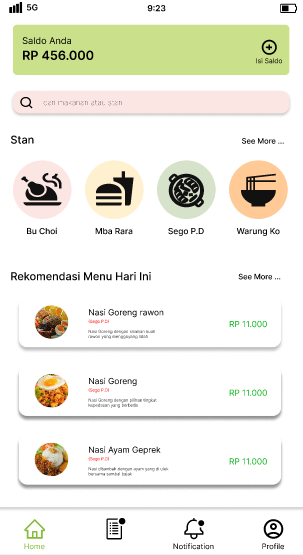 5G
9:23
Saldo Anda
RP 456.000
Isi Saldo
cari makanan atau stan
Stan
See More ...
Bu Choi
Mba Rara
Sego P.D
Warung Ko
Rekomendasi Menu Hari Ini
See More ...
Nasi Goreng rawon
(Sego P.D)
Nasi Goreng dengan siraman kuah
rawon yang menggoyang lidah
RP 11.000
Nasi Goreng
(Sego P.D)
Nasi Goreng dengan pilihan tingkat
kepedasan yang berbeda
RP 11.000
Nasi Ayam Geprek
(Sego P.D)
Nasi ditambah dengan ayam yang di ulek
bersama sambal bajak
RP 11.000
Home
Notification
Profile